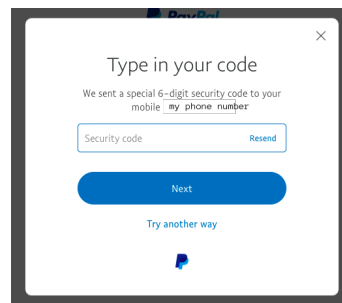 PayPal
Type in your code
We sent a special 6-digit security code to your
mobile my phone number
Security code
Resend
Next
Try another way